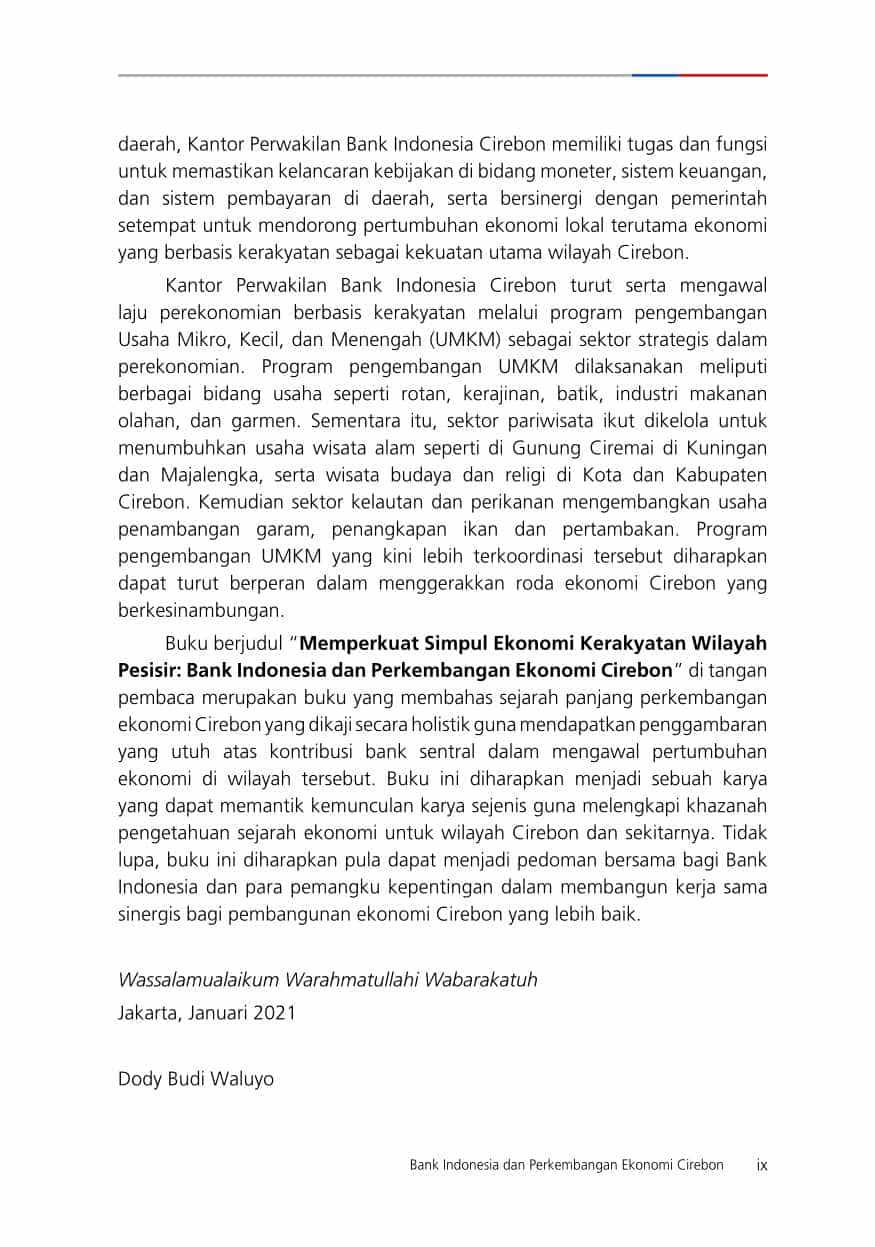 daerah, Kantor Perwakilan Bank Indonesia Cirebon memiliki tugas dan fungsi
untuk memastikan kelancaran kebijakan di bidang moneter, sistem keuangan,
dan sistem pembayaran di daerah, serta bersinergi dengan pemerintah
setempat untuk mendorong pertumbuhan ekonomi lokal terutama ekonomi
yang berbasis kerakyatan sebagai kekuatan utama wilayah Cirebon.
Kantor Perwakilan Bank Indonesia Cirebon turut serta mengawal
laju perekonomian berbasis kerakyatan melalui program pengembangan
Usaha Mikro, Kecil, dan Menengah (UMKM) sebagai sektor strategis dalam
perekonomian. Program pengembangan UMKM dilaksanakan meliputi
berbagai bidang usaha seperti rotan, kerajinan, batik, industri makanan
olahan, dan garmen. Sementara itu, sektor pariwisata ikut dikelola untuk
menumbuhkan usaha wisata alam seperti di Gunung Ciremai di Kuningan
dan Majalengka, serta wisata budaya dan religi di Kota dan Kabupaten
Cirebon. Kemudian sektor kelautan dan perikanan mengembangkan usaha
penambangan garam, penangkapan ikan dan pertambakan. Program
pengembangan UMKM yang kini lebih terkoordinasi tersebut diharapkan
dapat turut berperan dalam menggerakkan roda ekonomi Cirebon yang
berkesinambungan.
Buku berjudul “Memperkuat Simpul Ekonomi Kerakyatan Wilayah
Pesisir: Bank Indonesia dan Perkembangan Ekonomi Cirebon” di tangan
pembaca merupakan buku yang membahas sejarah panjang perkembangan
ekonomi Cirebon yang dikaji secara holistik guna mendapatkan penggambaran
yang utuh atas kontribusi bank sentral dalam mengawal pertumbuhan
ekonomi di wilayah tersebut. Buku ini diharapkan menjadi sebuah karya
yang dapat memantik kemunculan karya sejenis guna melengkapi khazanah
pengetahuan sejarah ekonomi untuk wilayah Cirebon dan sekitarnya. Tidak
lupa, buku ini diharapkan pula dapat menjadi pedoman bersama bagi Bank
Indonesia dan para pemangku kepentingan dalam membangun kerja sama
sinergis bagi pembangunan ekonomi Cirebon yang lebih baik.
Wassalamualaikum Warahmatullahi Wabarakatuh
Jakarta, Januari 2021
Dody Budi Waluyo
Bank Indonesia dan Perkembangan Ekonomi Cirebon ix